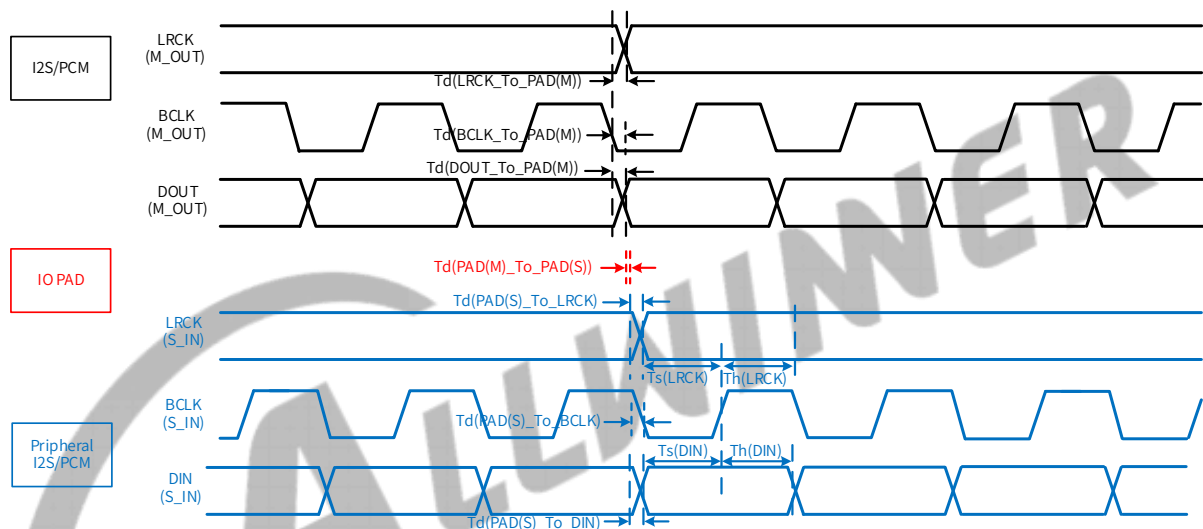 LRCK
(M_OUT)
I2S/PCM
Td(LRCK_To_PAD(M))
BCLK
(M_OUT)
Td(BCLK_To_PAD(M))
Td(DOUT_To_PAD(M))
DOUT
(M_OUT)
IO PAD
Td(PAD(M)_To_PAD(S))
Td(PAD(S)_To_LRCK)
LRCK
(S_IN)
Ts(LRCK)
Th(LRCK)
BCLK
(S_IN)
Td(PAD(S)_To_BCLK)
Pripheral
I2S/PCM
Ts(DIN)
Th(DIN)
DIN
(S_IN)
Td(PAD(S)_To_DIN)
ALLWINNER